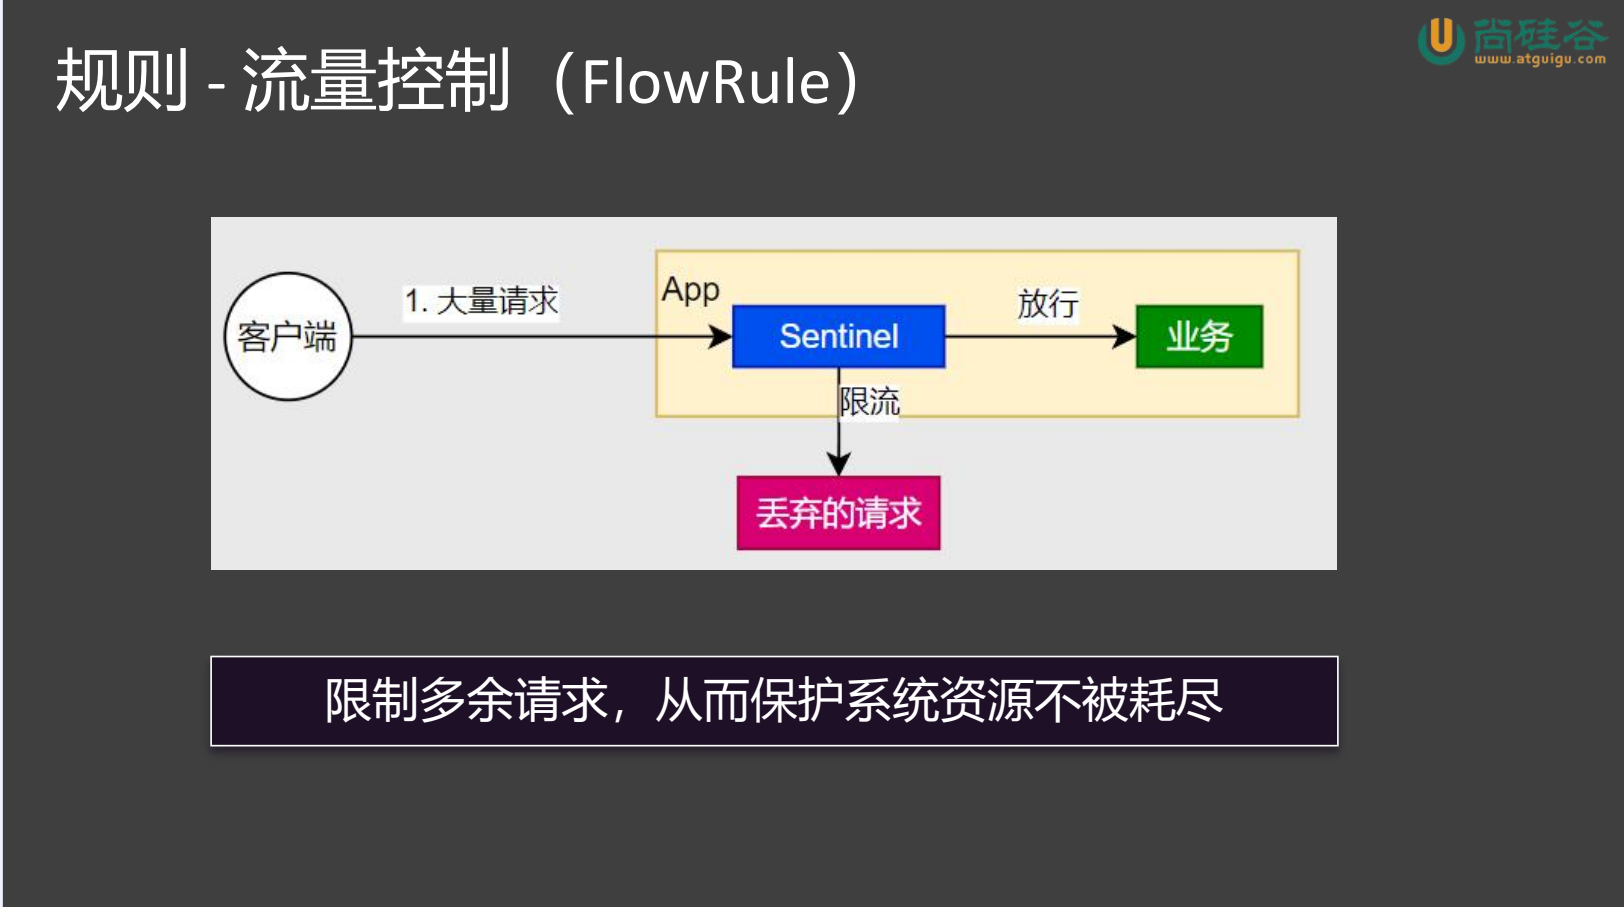 规则 - 流量控制（FlowRule）
尚硅谷
www.atguigu.com
客户端
1. 大量请求
App
Sentinel
放行
业务
限流
丢弃的请求
限制多余请求，从而保护系统资源不被耗尽